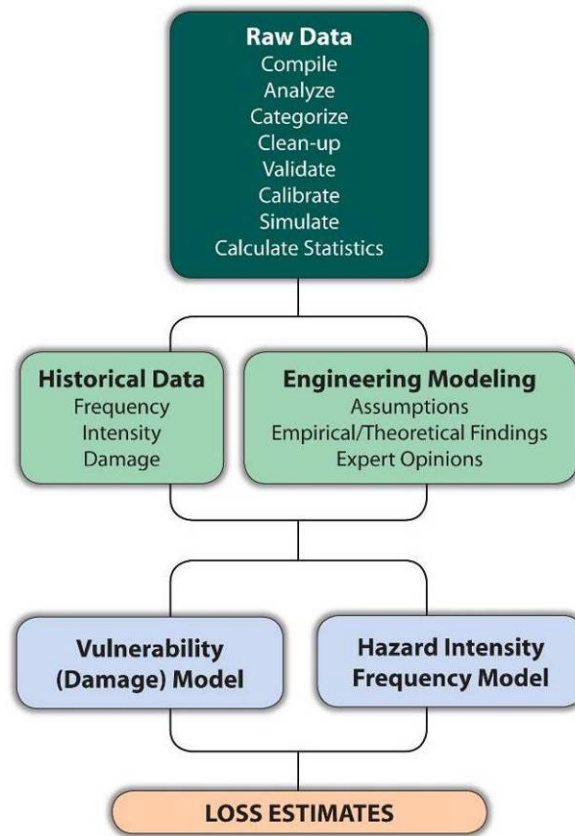 Raw Data
Compile
Analyze
Categorize
Clean-up
Validate
Calibrate
Simulate
Calculate Statistics
Historical Data
Frequency
Intensity
Damage
Engineering Modeling
Assumptions
Empirical/Theoretical Findings
Expert Opinions
Vulnerability
(Damage) Model
Hazard Intensity
Frequency Model
LOSS ESTIMATES